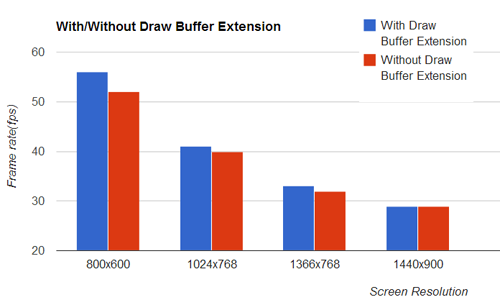 With/Without Draw Buffer Extension
With Draw
Buffer Extension
Without Draw
Buffer Extension
Frame rate(fps)
60
50
40
30
20
800x600
1024x768
1366x768
1440x900
Screen Resolution